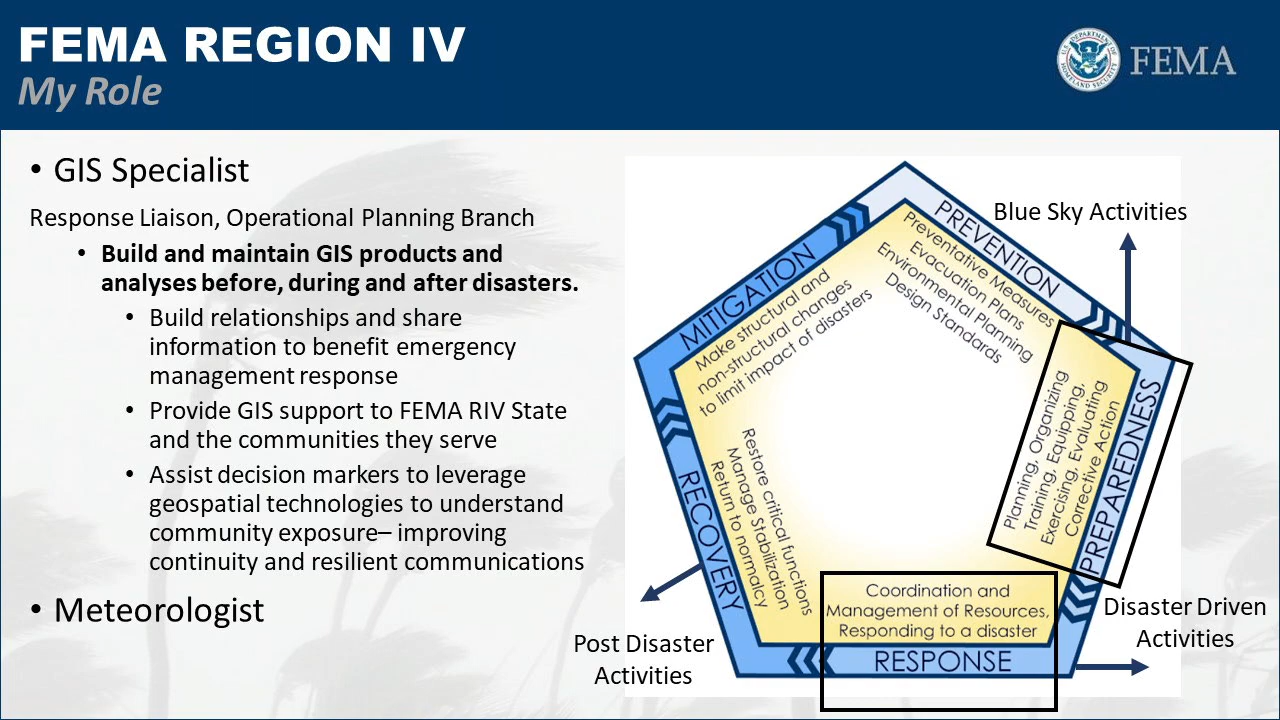 FEMA REGION IV
My Role
FEMA
U.S. DEPARTMENT OF HOMELAND SECURITY
• GIS Specialist
Response Liaison, Operational Planning Branch
• Build and maintain GIS products and
analyses before, during and after disasters.
• Build relationships and share
information to benefit emergency
management response
• Provide GIS support to FEMA RIV State
and the communities they serve
• Assist decision markers to leverage
geospatial technologies to understand
community exposure– improving
continuity and resilient communications
• Meteorologist
MITIGATION
Make structural and
non-structural changes
to limit impact of disasters
PREVENTION
Preventative Measures
Evacuation Plans
Environmental Planning
Design Standards
Blue Sky Activities
PREPAREDNESS
Planning, Organizing
Training, Equipping,
Exercising, Evaluating
Corrective Action
Disaster Driven
Activities
RESPONSE
Coordination and
Management of Resources,
Responding to a disaster
RECOVERY
Restore critical functions
Manage Stabilization
Return to normalcy
Post Disaster
Activities